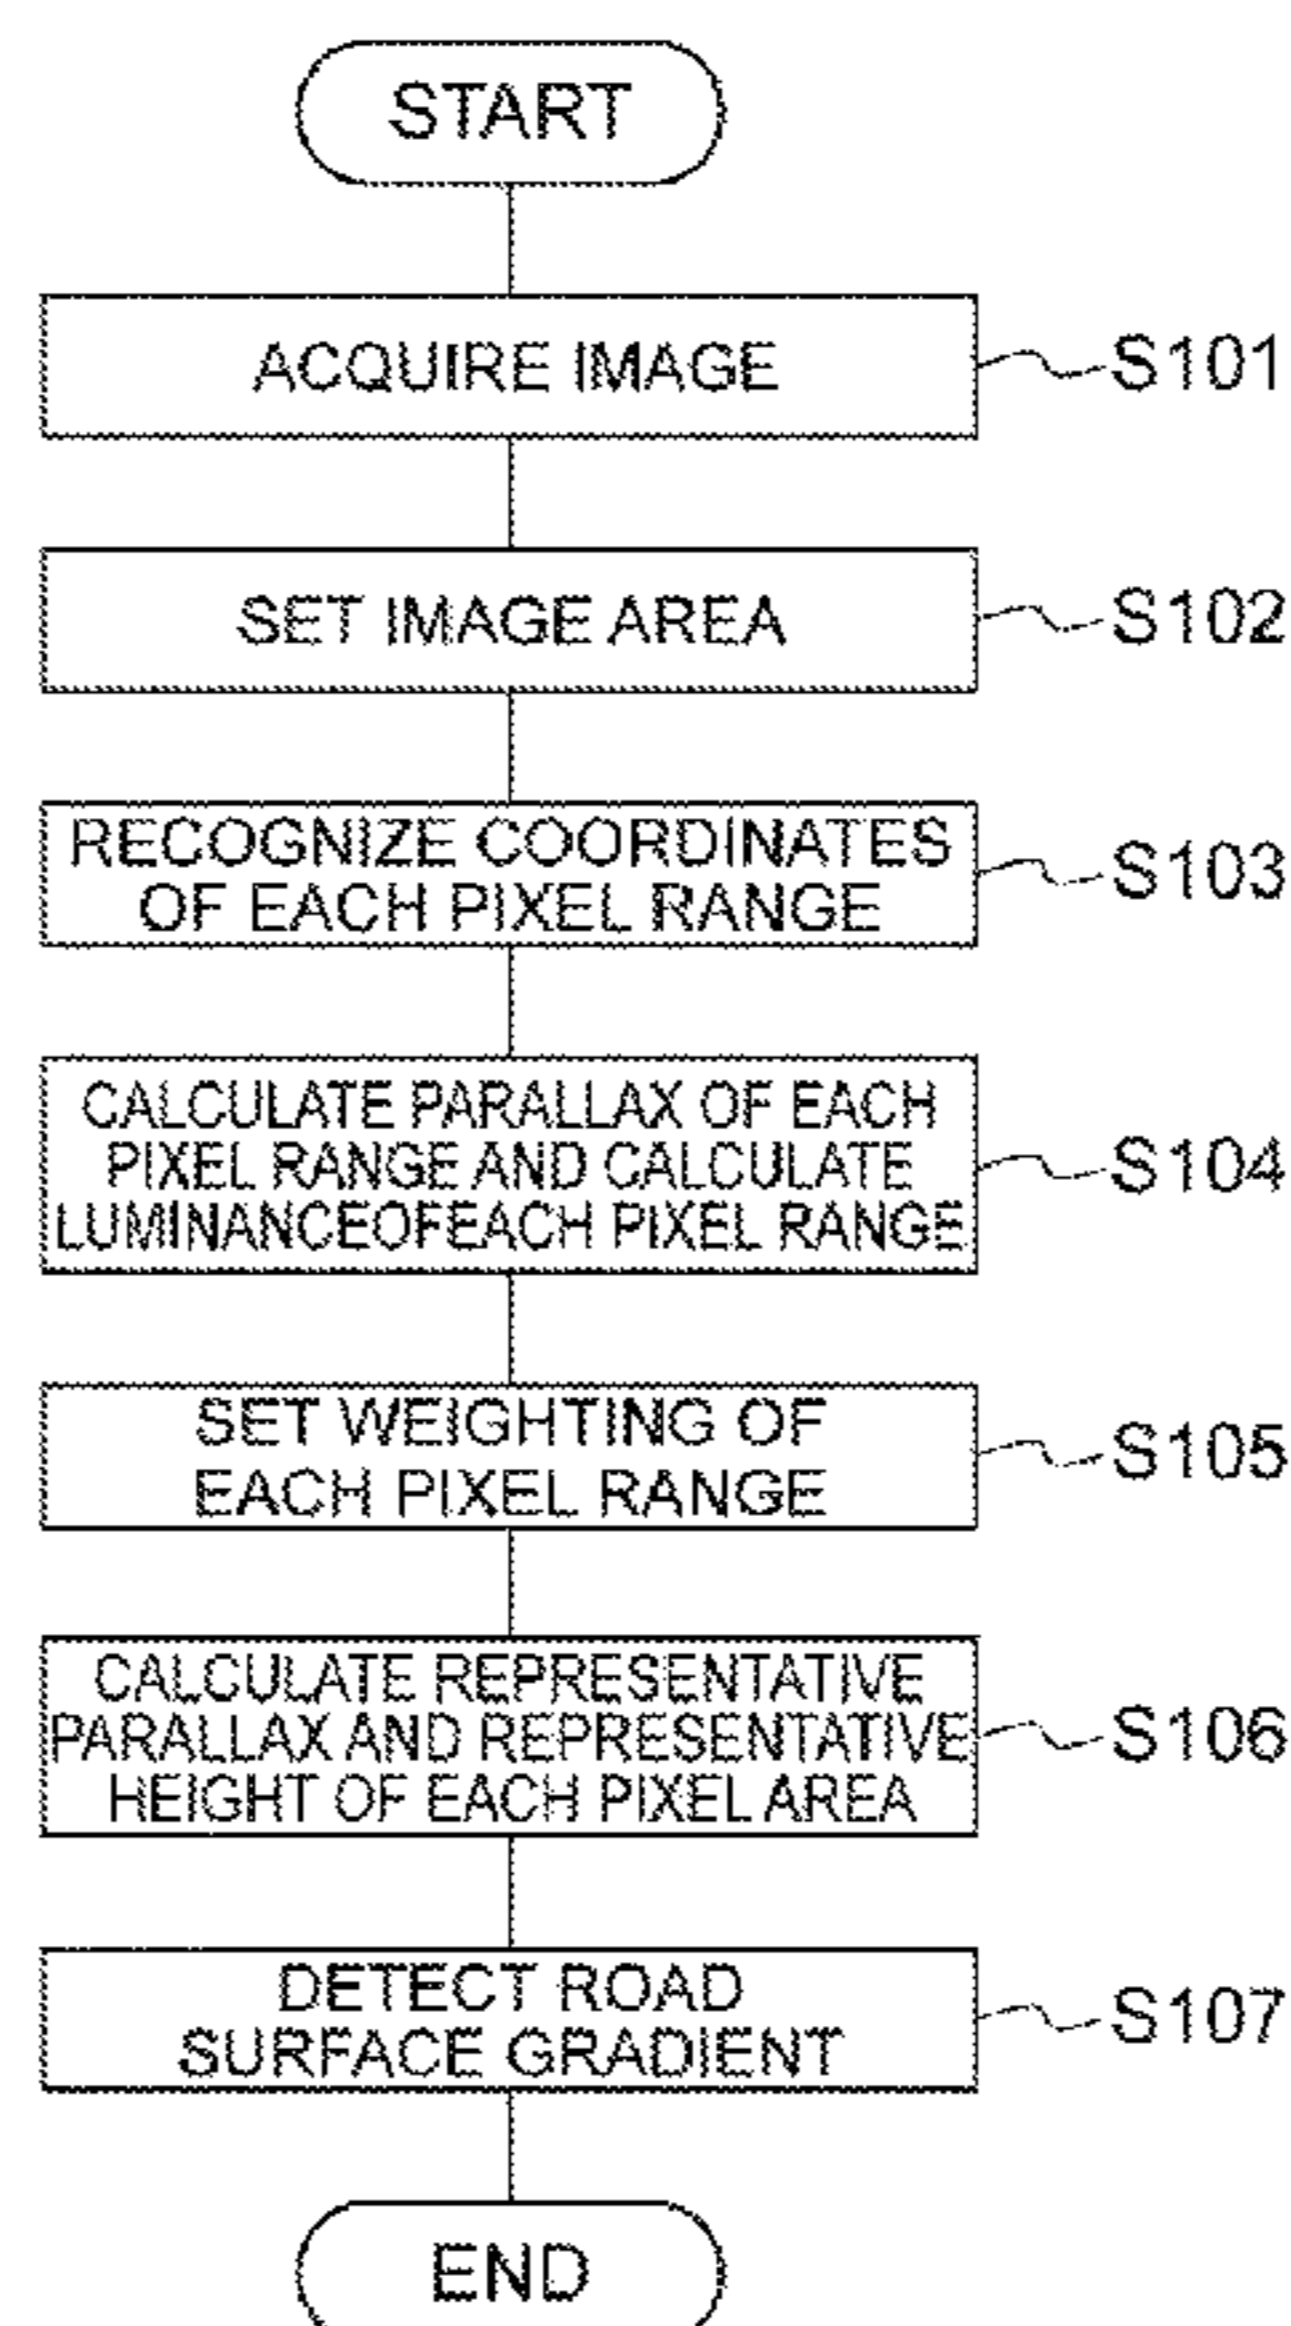 START
ACQUIRE IMAGE
S101
SET IMAGE AREA
S102
RECOGNIZE COORDINATES
OF EACH PIXEL RANGE
S103
CALCULATE PARALLAX OF EACH
PIXEL RANGE AND CALCULATE
LUMINANCEOFEACH PIXEL RANGE
S104
SET WEIGHTING OF
EACH PIXEL RANGE
S105
CALCULATE REPRESENTATIVE
PARALLAX AND REPRESENTATIVE
HEIGHT OF EACH PIXEL AREA
S106
DETECT ROAD
SURFACE GRADIENT
S107
END